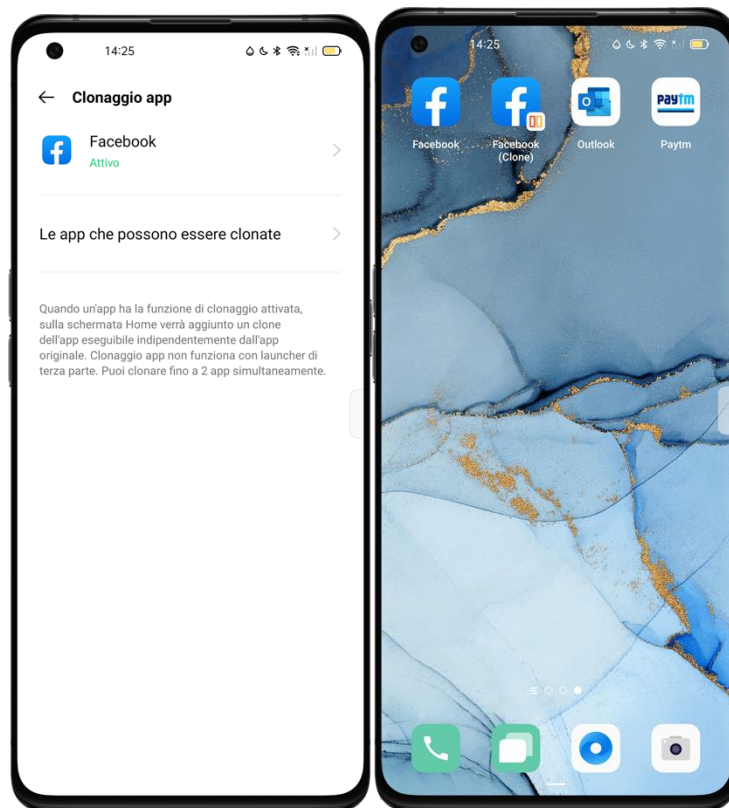 14:25
Clonaggio app
Facebook
Attivo
Le app che possono essere clonate
Quando un'app ha la funzione di clonaggio attivata,
sulla schermata Home verrà aggiunto un clone
dell'app eseguibile indipendentemente dall'app
originale. Clonaggio app non funziona con launcher di
terza parte. Puoi clonare fino a 2 app simultaneamente.
14:25
paytm
Facebook
Facebook
(Clone)
Outlook
Paytm